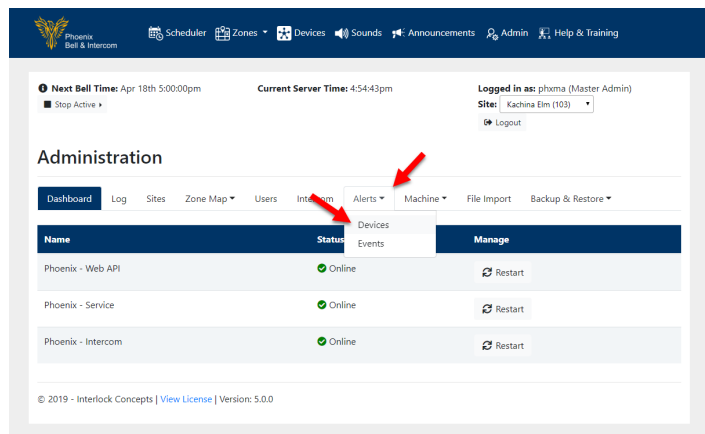 Phoenix
Bell & Intercom
Scheduler Zones Devices Sounds Announcements Admin Help & Training
Next Bell Time: Apr 18th 5:00:00pm Current Server Time: 4:54:43pm Logged in as: phxma (Master Admin)
Stop Active Site: Kachina Elm (103)
Logout
Administration
Dashboard Log Sites Zone Map Users Intercom Alerts Machine File Import Backup & Restore
Devices
Events
Name Status Manage
Phoenix - Web API Online Restart
Phoenix - Service Online Restart
Phoenix - Intercom Online Restart
© 2019 - Interlock Concepts | View License | Version: 5.0.0